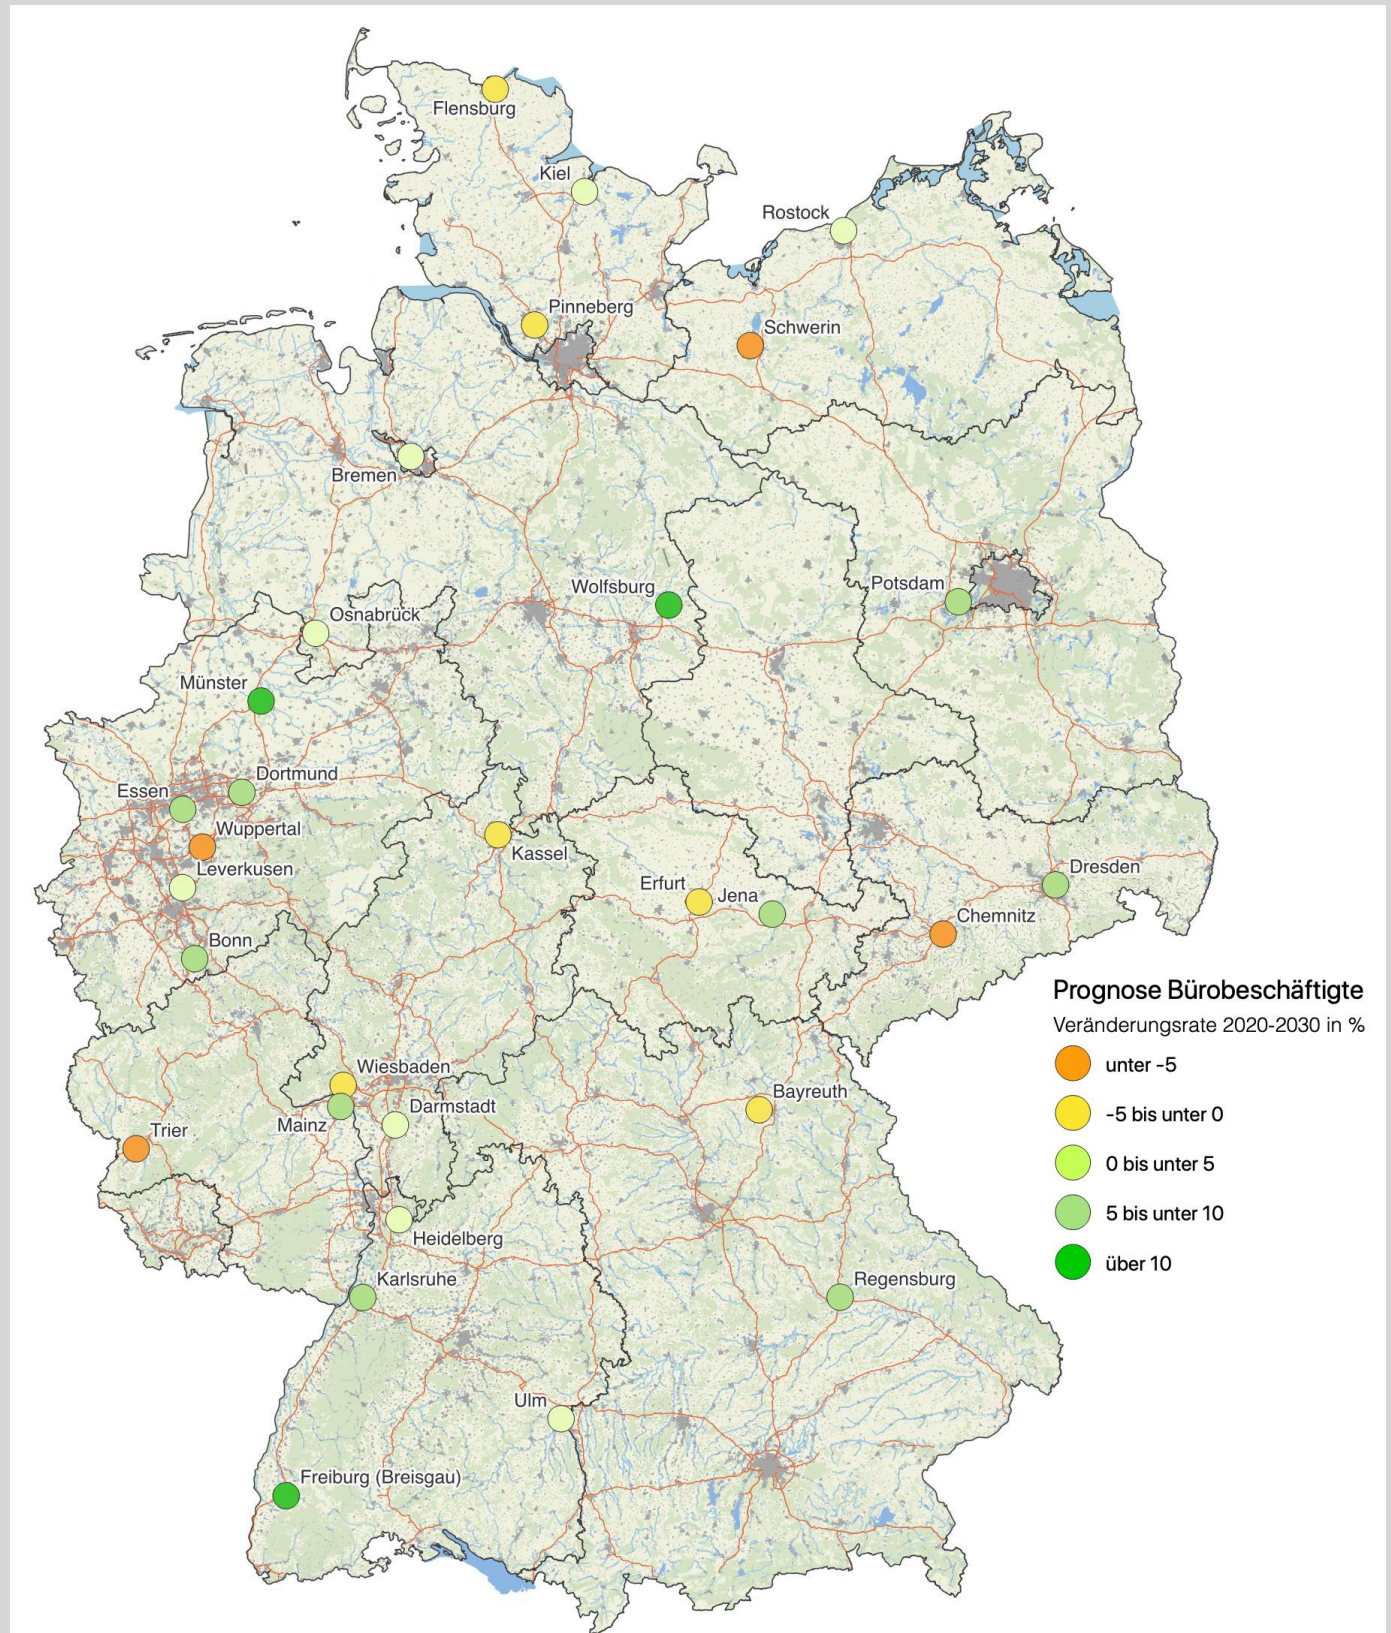 Flensburg
Kiel
Rostock
Pinneberg
Schwerin
Bremen
Wolfsburg
Potsdam
Osnabrück
Münster
Dortmund
Essen
Wuppertal
Kassel
Leverkusen
Dresden
Erfurt
Jena
Chemnitz
Bonn
Prognose Bürobeschäftigte
Veränderungsrate 2020-2030 in %
unter -5
-5 bis unter 0
0 bis unter 5
5 bis unter 10
über 10
Wiesbaden
Bayreuth
Darmstadt
Mainz
Trier
Heidelberg
Karlsruhe
Regensburg
Ulm
Freiburg (Breisgau)